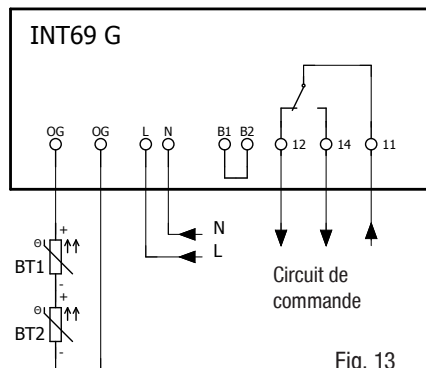 INT69 G
OG OG L N B1 B2 12 14 11
N
L
+
Θ
BT1
-
+
Θ
BT2
-
Circuit de
commande
Fig. 13